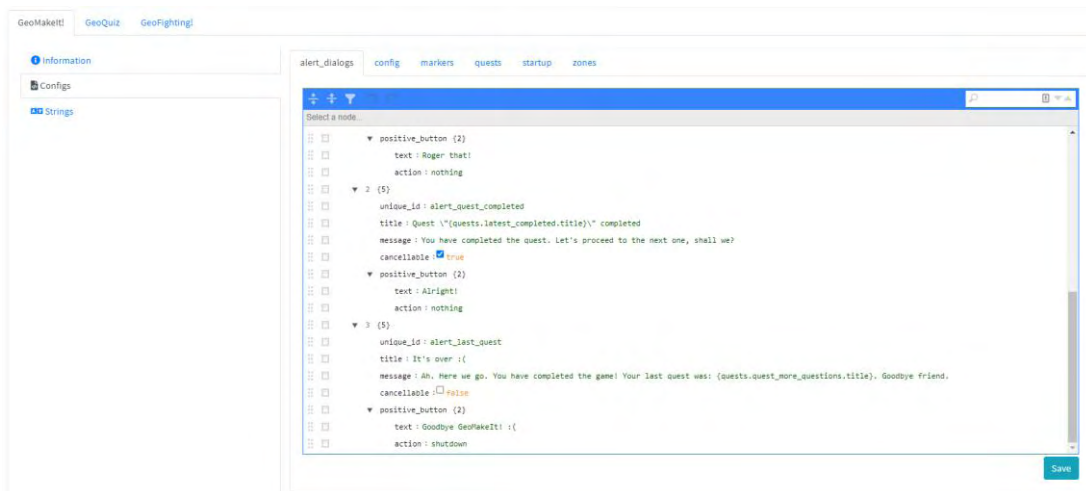 GeoMakeIt! GeoQuiz GeoFighting!
Information
Configs
Strings
alert_dialogs config markers quests startup zones
Select a node...
positive_button {2}
text : Roger that!
action : nothing
2 {5}
unique_id : alert_quest_completed
title : Quest \"{quests.latest_completed.title}\" completed
message : You have completed the quest. Let's proceed to the next one, shall we?
cancellable : true
positive_button {2}
text : Alright!
action : nothing
3 {5}
unique_id : alert_last_quest
title : It's over :(
message : Ah. Here we go. You have completed the game! Your last quest was: {quests.quest_more_questions.title}. Goodbye friend.
cancellable : false
positive_button {2}
text : Goodbye GeoMakeIt! :(
action : shutdown
Save